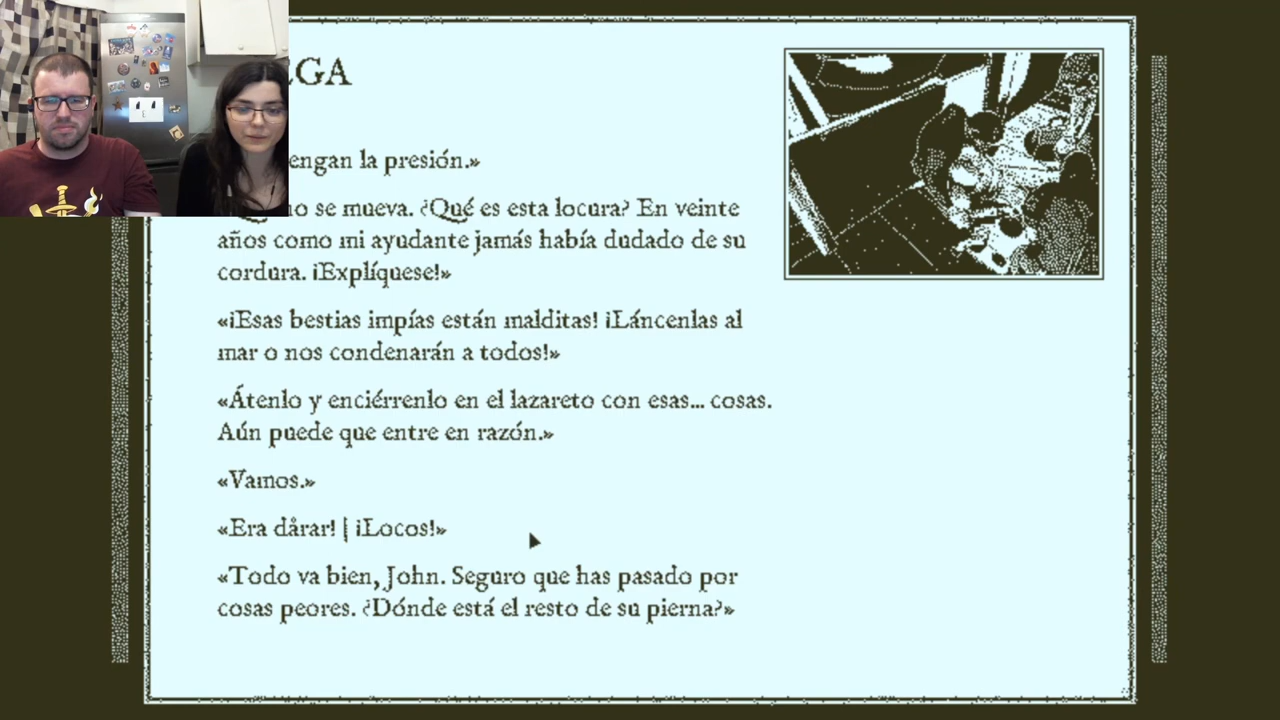 GA
engan la presión.»
no se mueva. ¿Qué es esta locura? En veinte
años como mi ayudante jamás había dudado de su
cordura. ¡Explíquese!»
«¡Esas bestias impías están malditas! ¡Láncenlas al
mar o nos condenarán a todos!»
«Átenlo y enciérrenlo en el lazareto con esas... cosas.
Aún puede que entre en razón.»
«Vamos.»
«Era dårar! | ¡Locos!»
«Todo va bien, John. Seguro que has pasado por
cosas peores. ¿Dónde está el resto de su pierna?»